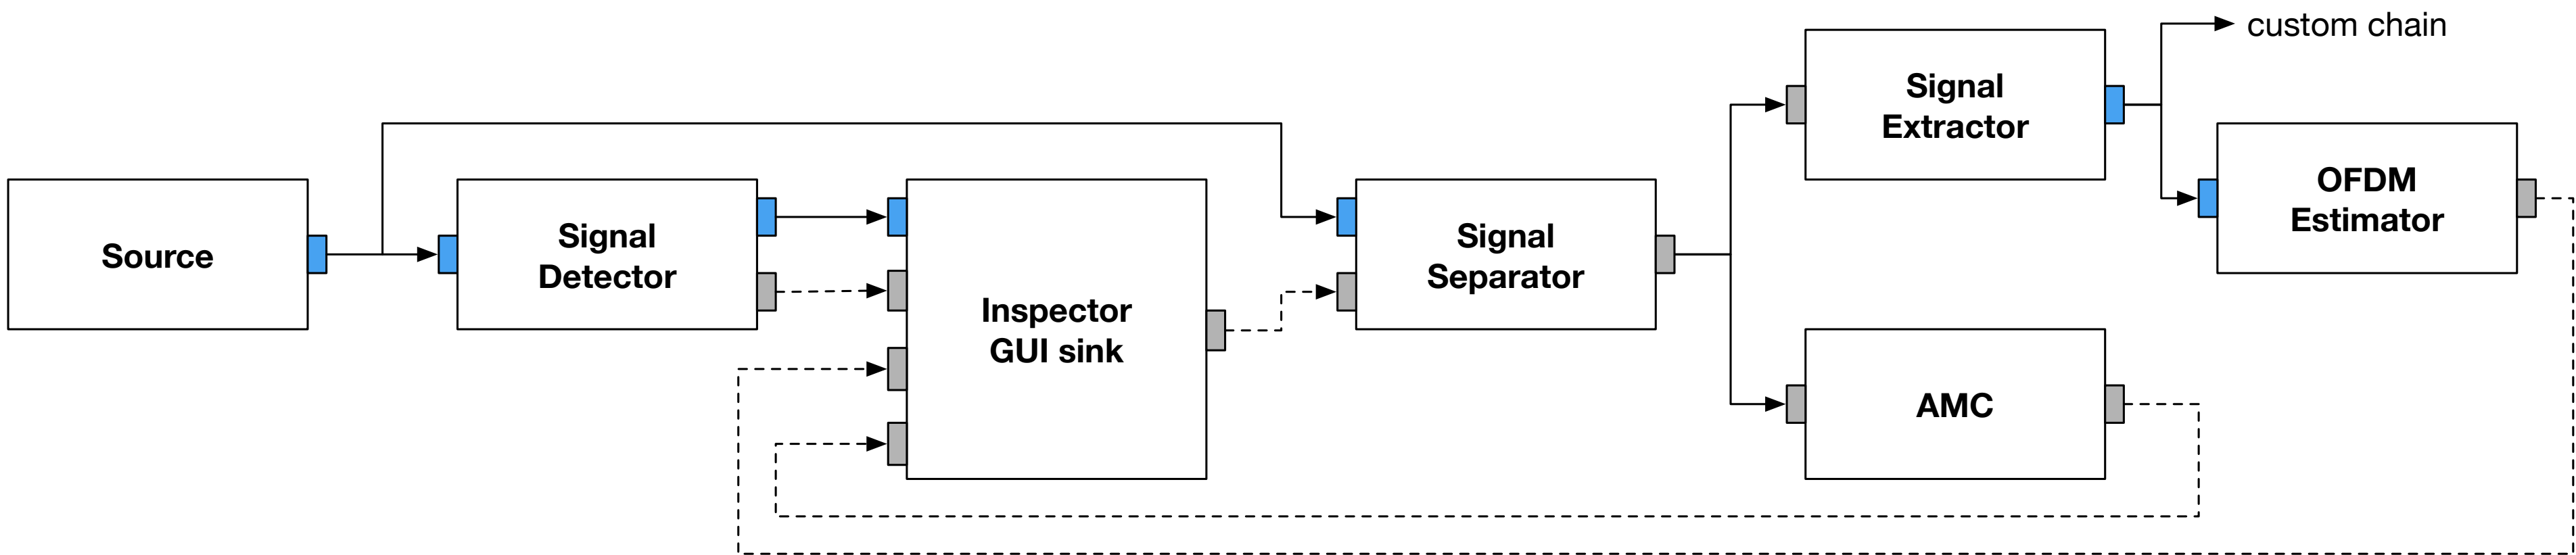 custom chain
Signal
Extractor
OFDM
Estimator
Source
Signal
Detector
Inspector
GUI sink
Signal
Separator
AMC